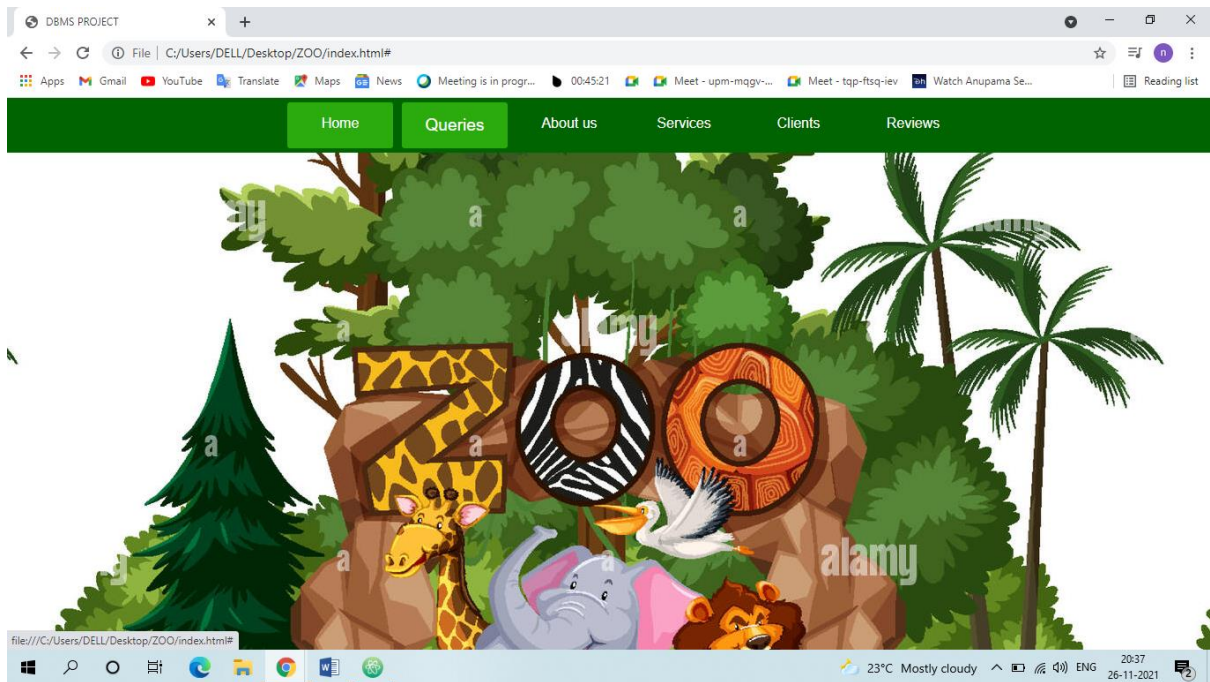 DBMS PROJECT
File | C:/Users/DELL/Desktop/ZOO/index.html#
n
Apps Gmail YouTube Translate Maps News Meeting is in progr... 00:45:21 Meet - upm-mqgv-... Meet - tqp-ftsq-iev Watch Anupama Se... Reading list
Home Queries About us Services Clients Reviews
a a alamy
alamy
a a
ZOO
a a
a a alamy
file:///C:/Users/DELL/Desktop/ZOO/index.html#
23°C Mostly cloudy ENG 20:37
26-11-2021 2